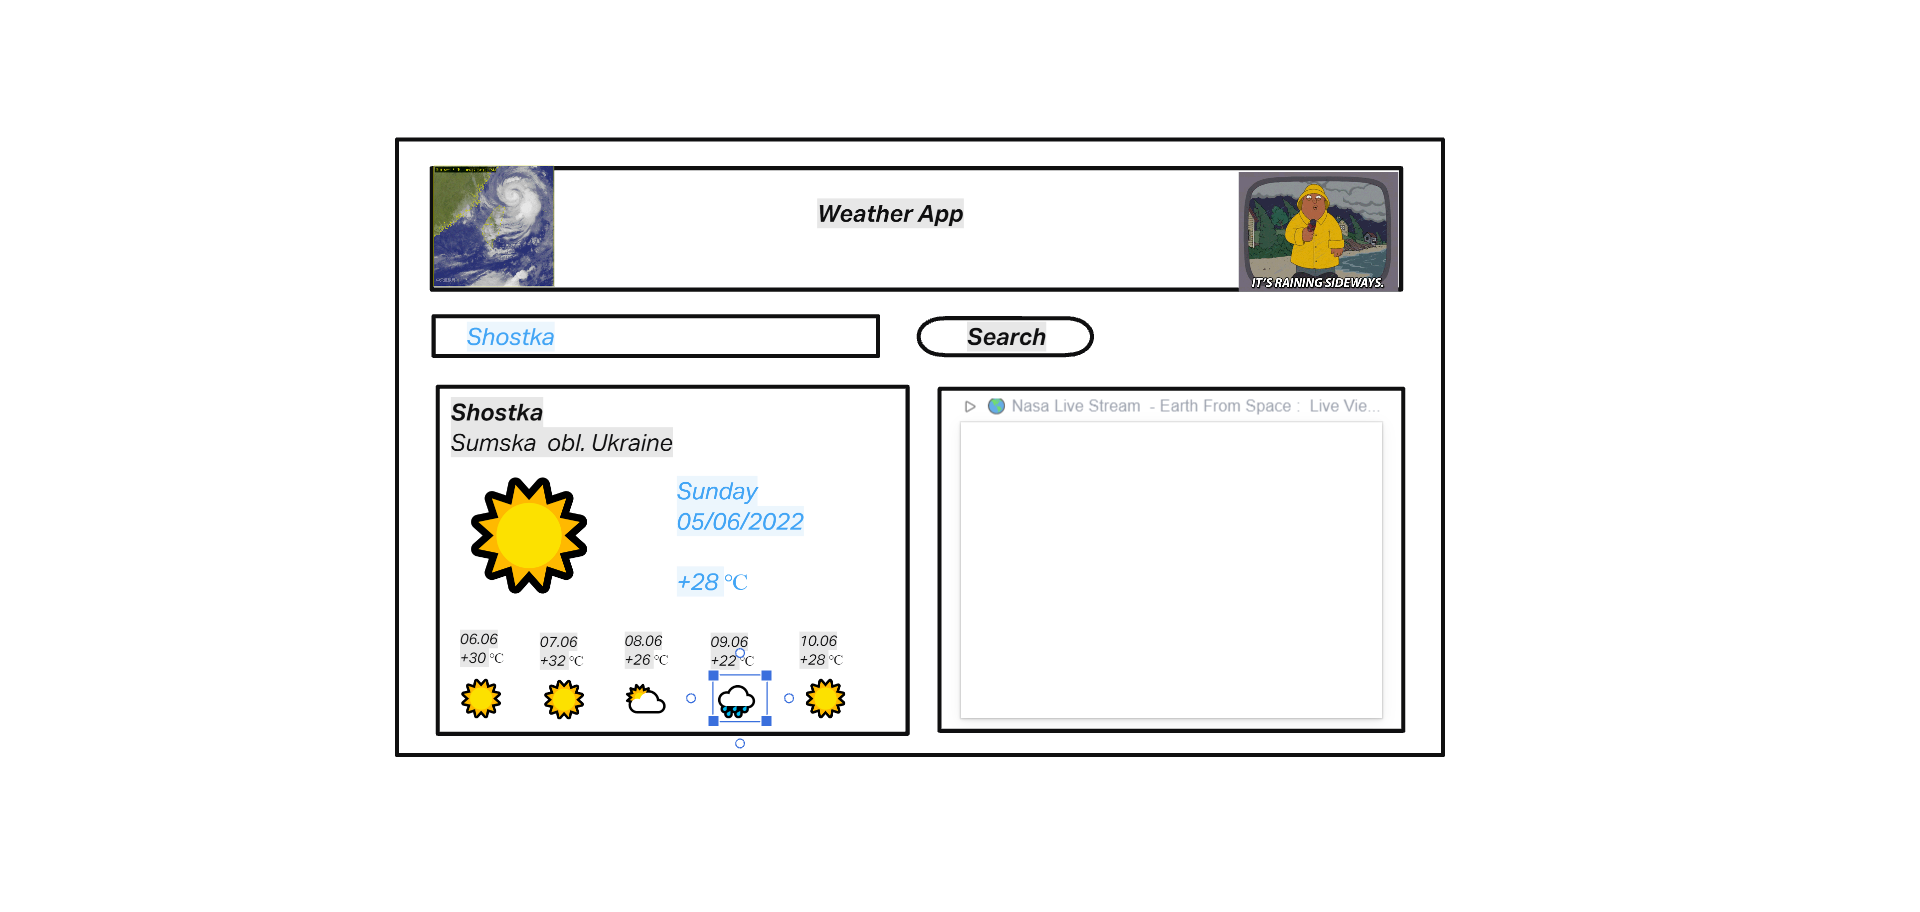 Weather App
IT'S RAINING SIDEWAYS.
Shostka
Search
Shostka
Sumska obl. Ukraine
Sunday
05/06/2022
+28 °C
06.06
+30 °C
07.06
+32 °C
08.06
+26 °C
09.06
+22 °C
10.06
+28 °C
Nasa Live Stream - Earth From Space : Live Vie...